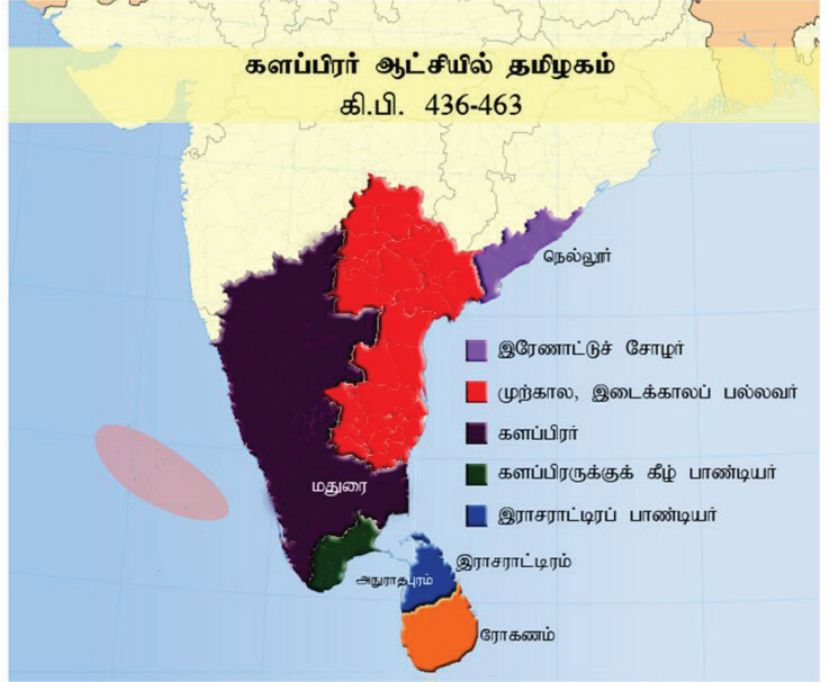 களப்பிரர் ஆட்சியில் தமிழகம்
கி.பி. 436-463
நெல்லூர்
இரேணாட்டுச் சோழர்
முற்கால, இடைக்காலப் பல்லவர்
களப்பிரர்
களப்பிரருக்குக் கீழ் பாண்டியர்
இராசராட்டிரப் பாண்டியர்
மதுரை
இராசராட்டிரம்
அநுராதபுரம்
ரோகணம்